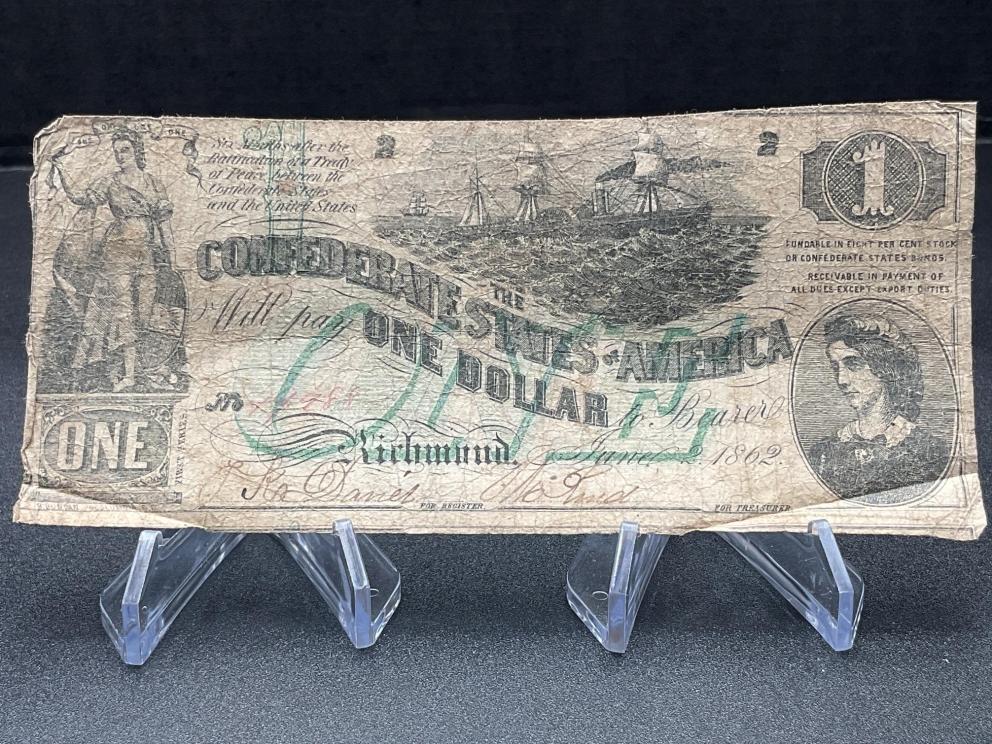 ONE
Six Months after the
Ratification of a Treaty
of Peace between the
Confederate States
and the United States
2
2
1
FUNDABLE IN EIGHT PER CENT STOCK
OR CONFEDERATE STATES BONDS.
RECEIVABLE IN PAYMENT OF
ALL DUES EXCEPT EXPORT DUTIES.
THE
CONFEDERATE STATES OF AMERICA
Will pay ONE DOLLAR to Bearer
No
Richmond, June 2, 1862.
ONE
ONE
FOR REGISTER
FOR TREASURER